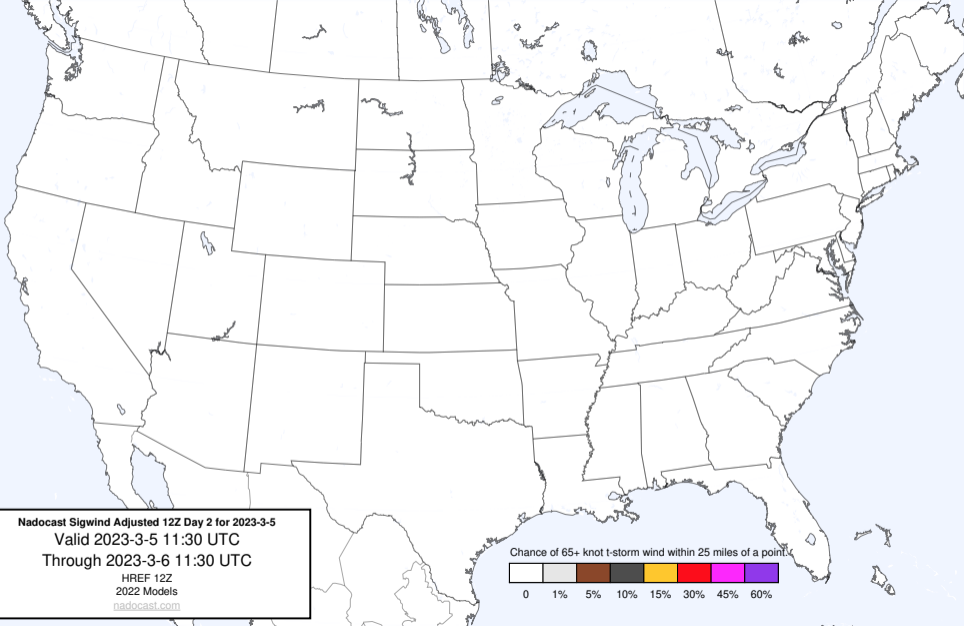 Nadocast Sigwind Adjusted 12Z Day 2 for 2023-3-5
Valid 2023-3-5 11:30 UTC
Through 2023-3-6 11:30 UTC
HREF 12Z
2022 Models
nadocast.com
Chance of 65+ knot t-storm wind within 25 miles of a point.
0 1% 5% 10% 15% 30% 45% 60%